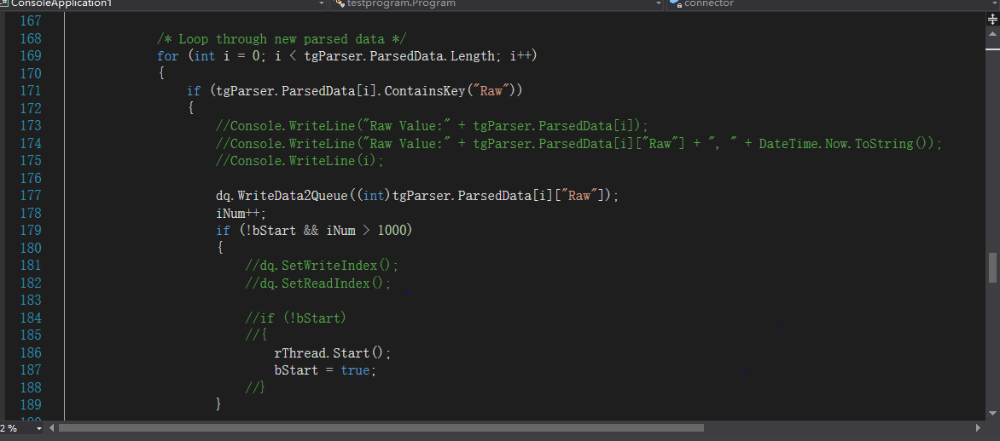 ConsoleApplication1 testprogram.Program connector
167
168 /* Loop through new parsed data */
169 for (int i = 0; i < tgParser.ParsedData.Length; i++)
170 {
171 if (tgParser.ParsedData[i].ContainsKey("Raw"))
172 {
173 //Console.WriteLine("Raw Value:" + tgParser.ParsedData[i]);
174 //Console.WriteLine("Raw Value:" + tgParser.ParsedData[i]["Raw"] + ", " + DateTime.Now.ToString());
175 //Console.WriteLine(i);
176
177 dq.WriteData2Queue((int)tgParser.ParsedData[i]["Raw"]);
178 iNum++;
179 if (!bStart && iNum > 1000)
180 {
181 //dq.SetWriteIndex();
182 //dq.SetReadIndex();
183
184 //if (!bStart)
185 //{
186 rThread.Start();
187 bStart = true;
188 //}
189 }
2 %